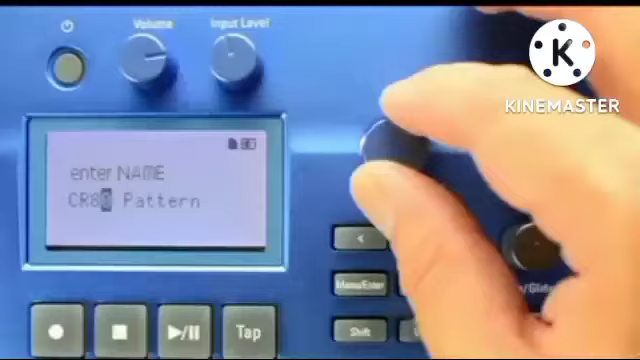 Volume
Input Level
K
KINEMASTER
enter NAME
CR80 Pattern
<
Menu/Enter
Tap
Shift